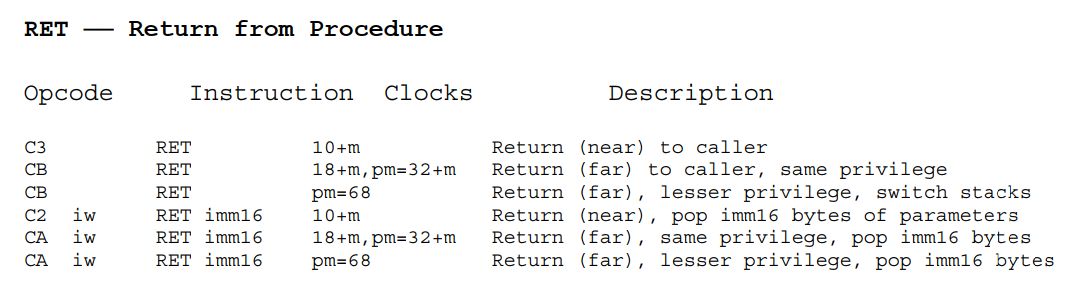 RET — Return from Procedure
Opcode Instruction Clocks Description
C3 RET 10+m Return (near) to caller
CB RET 18+m,pm=32+m Return (far) to caller, same privilege
CB RET pm=68 Return (far), lesser privilege, switch stacks
C2 iw RET imm16 10+m Return (near), pop imm16 bytes of parameters
CA iw RET imm16 18+m,pm=32+m Return (far), same privilege, pop imm16 bytes
CA iw RET imm16 pm=68 Return (far), lesser privilege, pop imm16 bytes